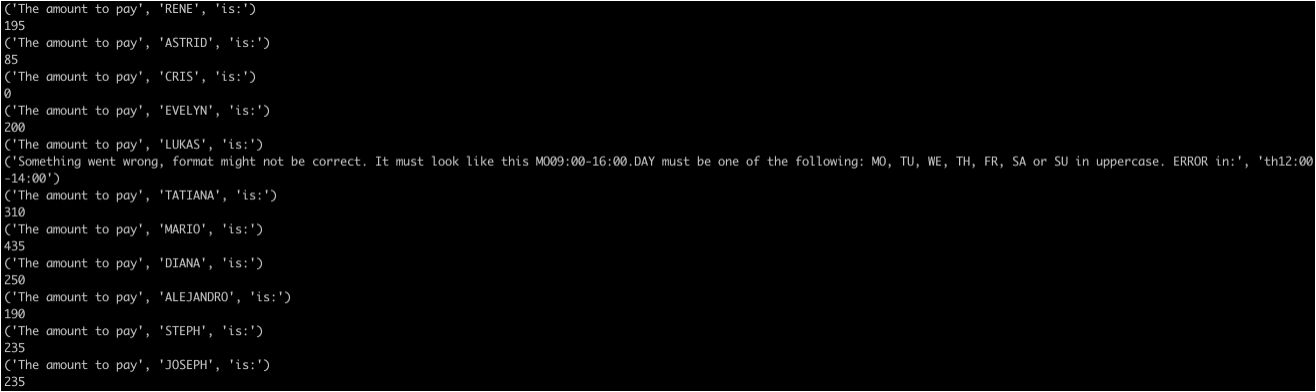 ('The amount to pay', 'RENE', 'is:')
195
('The amount to pay', 'ASTRID', 'is:')
85
('The amount to pay', 'CRIS', 'is:')
0
('The amount to pay', 'EVELYN', 'is:')
200
('The amount to pay', 'LUKAS', 'is:')
('Something went wrong, format might not be correct. It must look like this MO09:00-16:00.DAY must be one of the following: MO, TU, WE, TH, FR, SA or SU in uppercase. ERROR in:', 'th12:00
-14:00')
('The amount to pay', 'TATIANA', 'is:')
310
('The amount to pay', 'MARIO', 'is:')
435
('The amount to pay', 'DIANA', 'is:')
250
('The amount to pay', 'ALEJANDRO', 'is:')
190
('The amount to pay', 'STEPH', 'is:')
235
('The amount to pay', 'JOSEPH', 'is:')
235